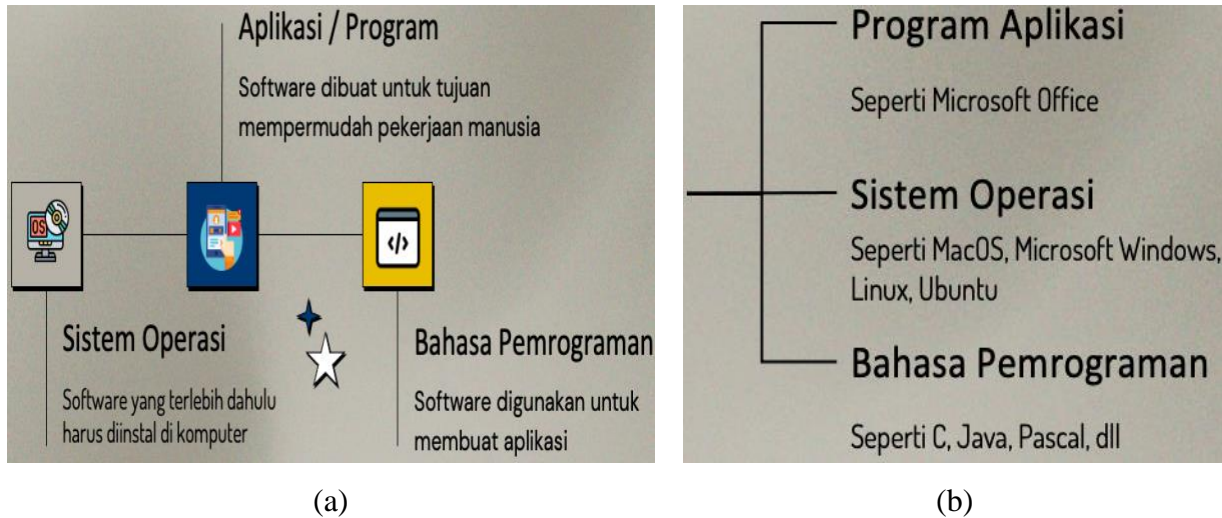 Aplikasi / Program
Software dibuat untuk tujuan
mempermudah pekerjaan manusia
OS
</>
Sistem Operasi
Software yang terlebih dahulu
harus diinstal di komputer
Bahasa Pemrograman
Software digunakan untuk
membuat aplikasi
(a)
Program Aplikasi
Seperti Microsoft Office
Sistem Operasi
Seperti MacOS, Microsoft Windows,
Linux, Ubuntu
Bahasa Pemrograman
Seperti C, Java, Pascal, dll
(b)